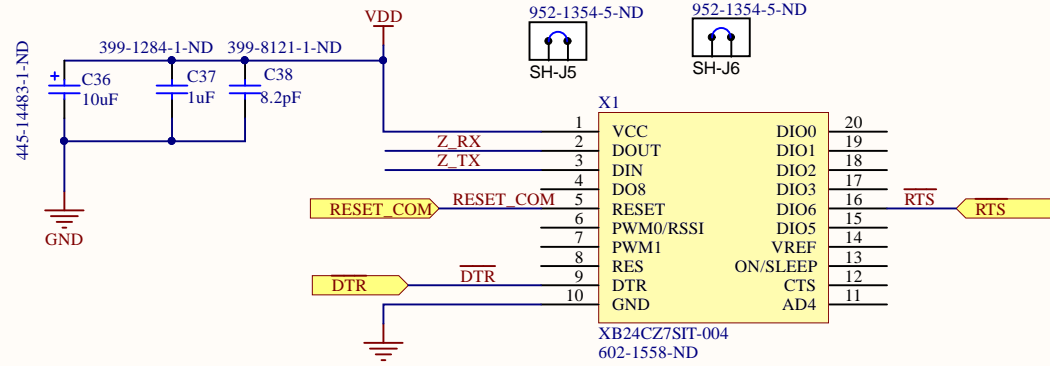 952-1354-5-ND
952-1354-5-ND
VDD
445-14483-1-ND
399-1284-1-ND
399-8121-1-ND
+
C36
10uF
C37
1uF
C38
8.2pF
SH-J5
SH-J6
GND
X1
1 VCC
2 DOUT
3 DIN
4 DO8
5 RESET
6 PWM0/RSSI
7 PWM1
8 RES
9 DTR
10 GND
DIO0 20
DIO1 19
DIO2 18
DIO3 17
DIO6 16
DIO5 15
VREF 14
ON/SLEEP 13
CTS 12
AD4 11
Z_RX
Z_TX
RESET_COM
RESET_COM
DTR
DTR
RTS
RTS
XB24CZ7SIT-004
602-1558-ND